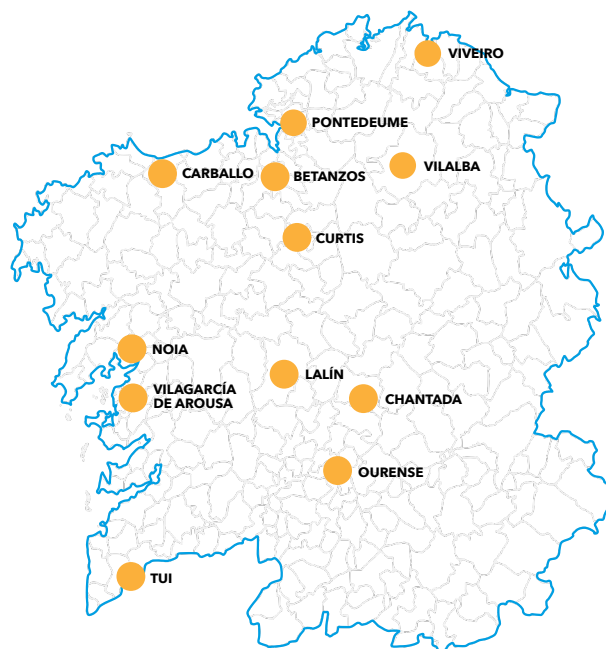 VIVEIRO
PONTEDEUME
VILALBA
CARBALLO
BETANZOS
CURTIS
NOIA
LALÍN
VILAGARCÍA
DE AROUSA
CHANTADA
OURENSE
TUI